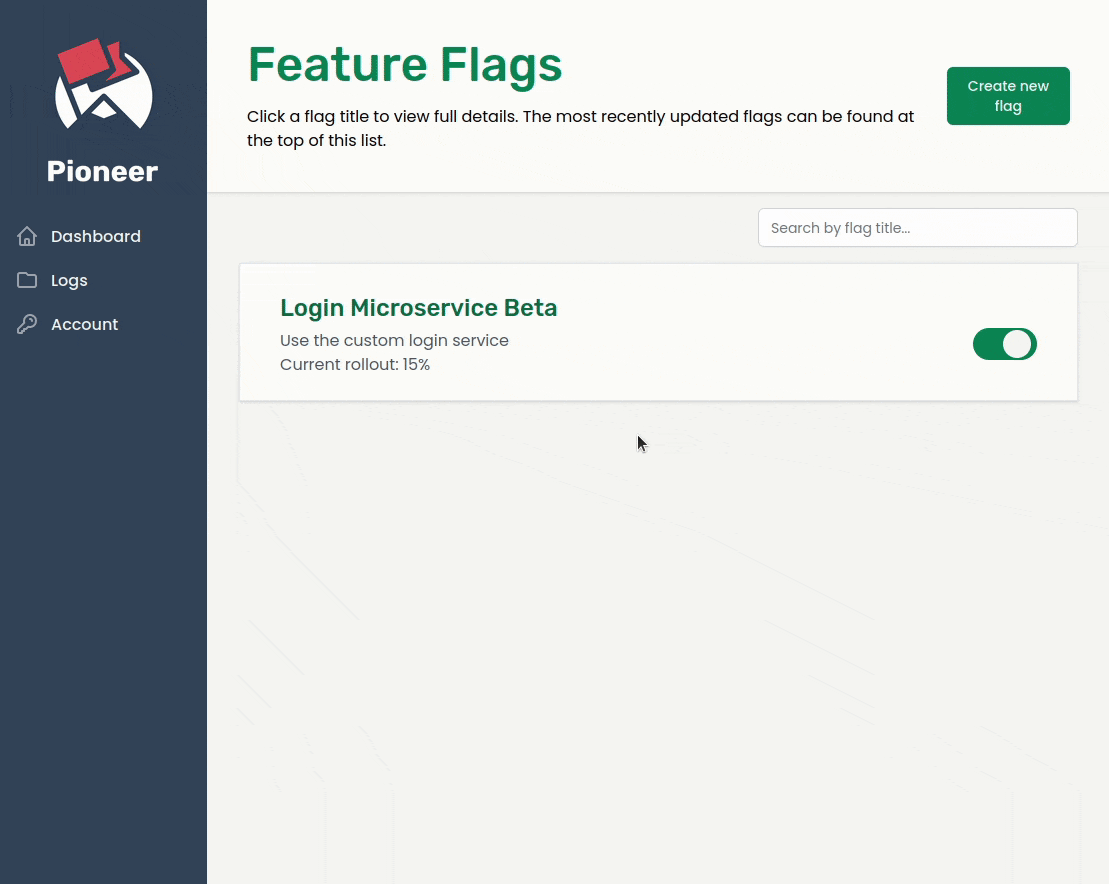 Pioneer
Dashboard
Logs
Account
Feature Flags
Click a flag title to view full details. The most recently updated flags can be found at
the top of this list.
Create new
flag
Search by flag title...
Login Microservice Beta
Use the custom login service
Current rollout: 15%